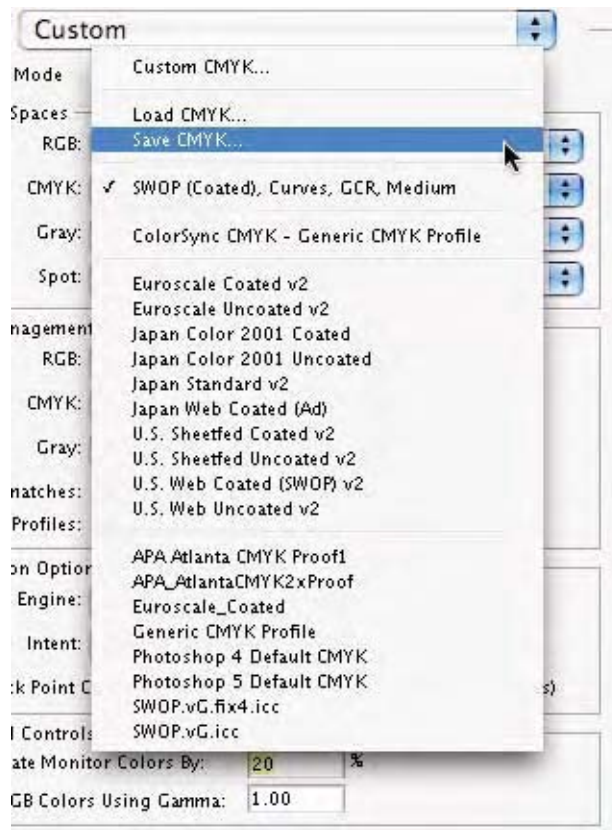 Custom
Custom CMYK...
Mode
Spaces
Load CMYK...
RGB:
Save CMYK...
CMYK: ✓ SWOP (Coated), Curves, GCR, Medium
Gray:
ColorSync CMYK - Generic CMYK Profile
Spot:
Euroscale Coated v2
Euroscale Uncoated v2
nagement
Japan Color 2001 Coated
RGB:
Japan Color 2001 Uncoated
Japan Standard v2
CMYK:
Japan Web Coated (Ad)
U.S. Sheetfed Coated v2
Gray:
U.S. Sheetfed Uncoated v2
natches:
U.S. Web Coated (SWOP) v2
U.S. Web Uncoated v2
Profiles:
APA Atlanta CMYK Proof1
on Option
APA_AtlantaCMYK2xProof
Engine:
Euroscale_Coated
Generic CMYK Profile
Intent:
Photoshop 4 Default CMYK
Photoshop 5 Default CMYK
:k Point C
s)
SWOP.vG.fix4.icc
SWOP.vG.icc
l Controls
ate Monitor Colors By: 20 %
GB Colors Using Gamma: 1.00